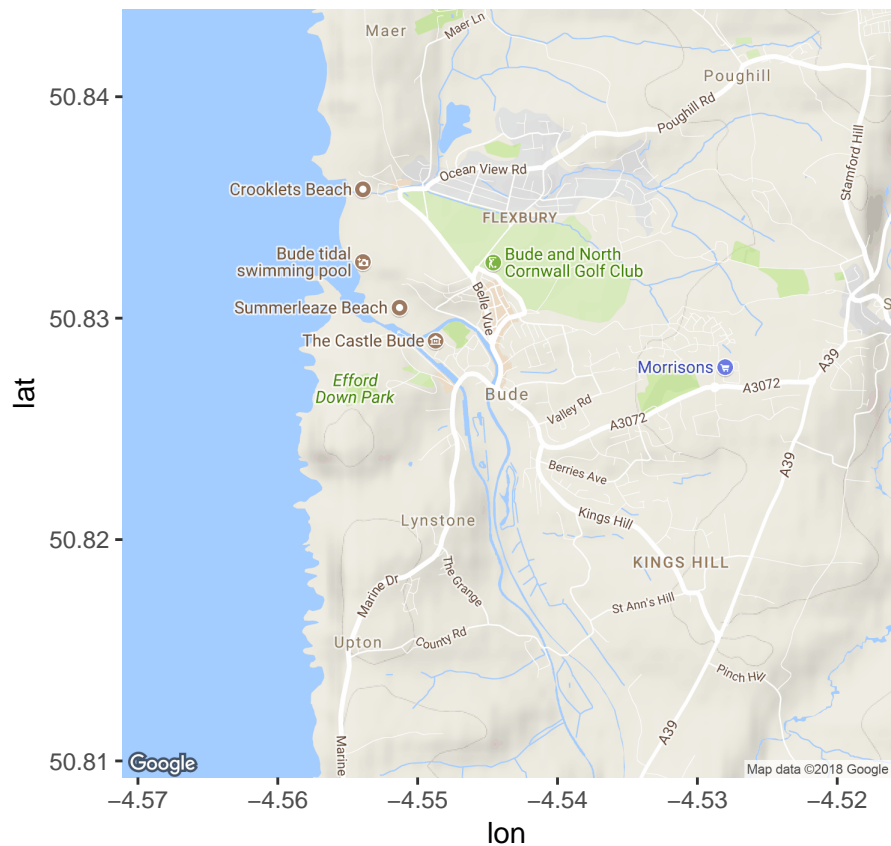 Maer
Maer Ln
Poughill
50.84
Poughill Rd
Stamford Hill
Ocean View Rd
Crooklets Beach
FLEXBURY
Bude tidal
swimming pool
Bude and North
Cornwall Golf Club
Belle Vue
Summerleaze Beach
50.83
S
The Castle Bude
A39
Morrisons
A3072
Efford
Down Park
Bude
Valley Rd
A3072
A39
Berries Ave
lat
Lynstone
Kings Hill
50.82
KINGS HILL
The Grange
Marine Dr
St Ann's Hill
County Rd
Upton
Pinch Hill
A39
Marine
50.81
Google
Map data ©2018 Google
−4.57
−4.56
−4.55
−4.54
−4.53
−4.52
lon